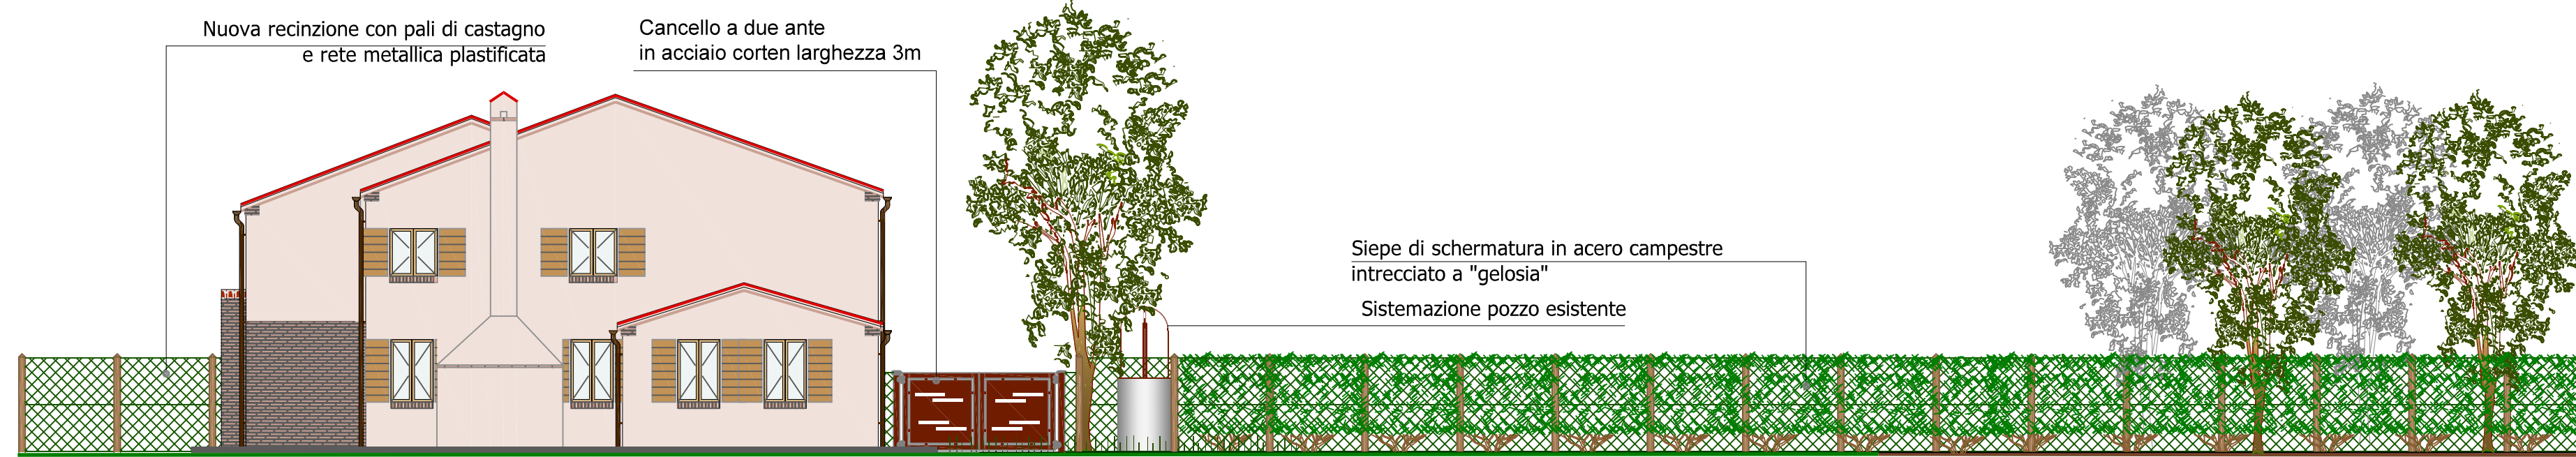 Nuova recinzione con pali di castagno
e rete metallica plastificata
Cancello a due ante
in acciaio corten larghezza 3m
Siepe di schermatura in acero campestre
intrecciato a "gelosia"
Sistemazione pozzo esistente